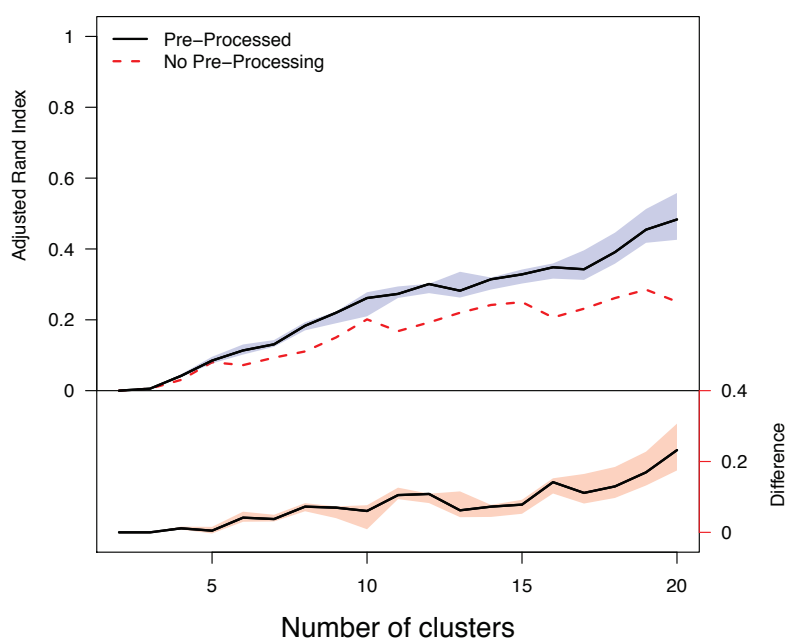 Pre−Processed
No Pre−Processing
Adjusted Rand Index
1
0.8
0.6
0.4
0.2
0
0.4
0.2
0
Difference
5
10
15
20
Number of clusters